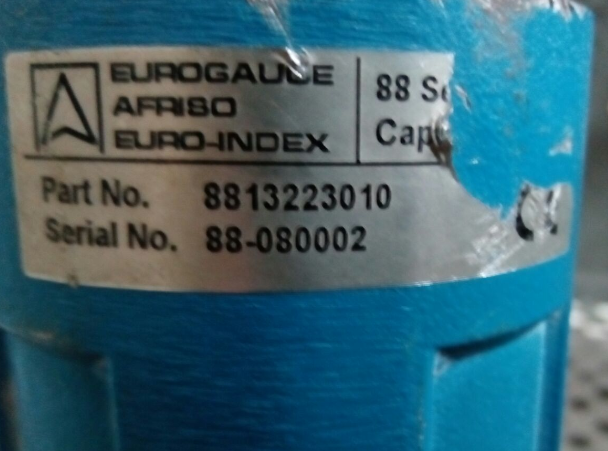 EUROGAUGE
AFRISO
EURO-INDEX
88
Part No. 8813223010
Serial No. 88-080002